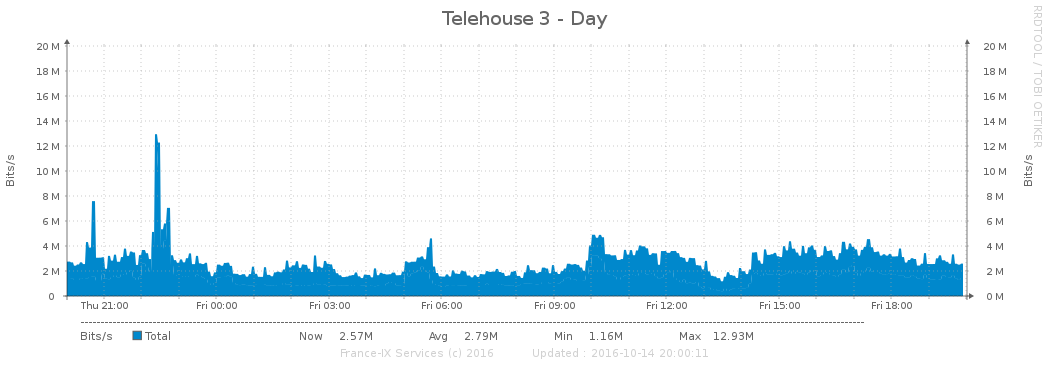 Telehouse 3 - Day
RRDTOOL / TOBI OETIKER
Bits/s
Bits/s
20 M 20 M
18 M 18 M
16 M 16 M
14 M 14 M
12 M 12 M
10 M 10 M
8 M 8 M
6 M 6 M
4 M 4 M
2 M 2 M
0 0 M
Thu 21:00 Fri 00:00 Fri 03:00 Fri 06:00 Fri 09:00 Fri 12:00 Fri 15:00 Fri 18:00
Bits/s Total Now 2.57M Avg 2.79M Min 1.16M Max 12.93M
France-IX Services (c) 2016 Updated : 2016-10-14 20:00:11